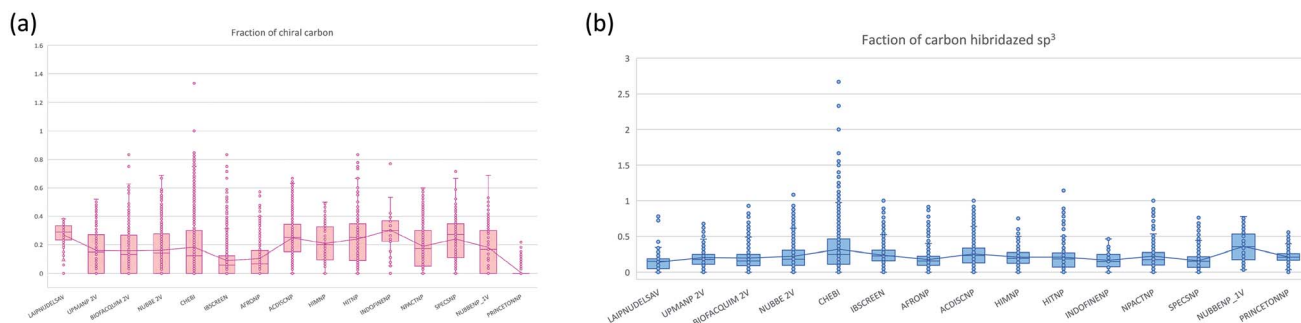 (a)
Fraction of chiral carbon
1.6
1.4
1.2
1
0.8
0.6
0.4
0.2
0
LAIPNUDELSAV
UPMANP 2V
BIOFACQUIM 2V
NUBBE 2V
CHEBI
IBSCREEN
AFRONP
ACDISCNP
HIMNP
HITNP
INDOFINENP
NPACTNP
SPECSNP
NUBBENP_1V
PRINCETONNP
(b)
Faction of carbon hibridazed sp³
3
2.5
2
1.5
1
0.5
0
LAIPNUDELSAV
UPMANP 2V
BIOFACQUIM 2V
NUBBE 2V
CHEBI
IBSCREEN
AFRONP
ACDISCNP
HIMNP
HITNP
INDOFINENP
NPACTNP
SPECSNP
NUBBENP_1V
PRINCETONNP